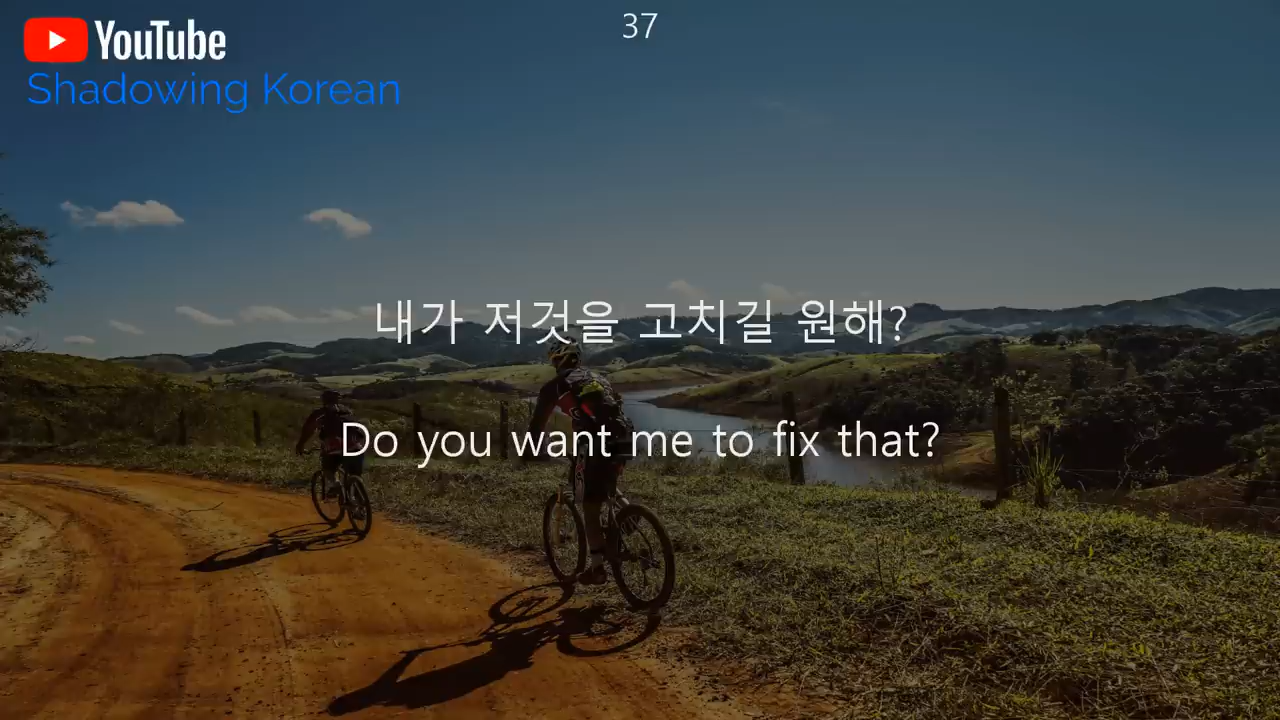 37
YouTube
Shadowing Korean
내가 저것을 고치길 원해?
Do you want me to fix that?